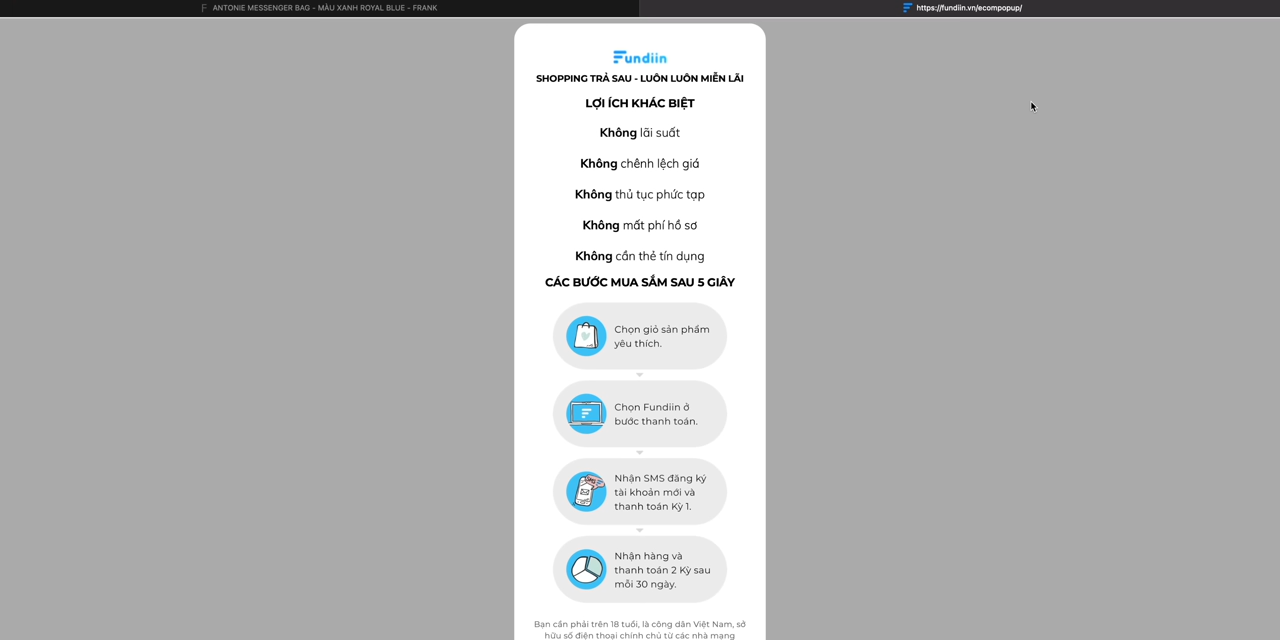 ANTONIE MESSENGER BAG - MÀU XANH ROYAL BLUE - FRANK
https://fundiin.vn/ecompopup/
Fundiin
SHOPPING TRẢ SAU - LUÔN LUÔN MIỄN LÃI
LỢI ÍCH KHÁC BIỆT
Không lãi suất
Không chênh lệch giá
Không thủ tục phức tạp
Không mất phí hồ sơ
Không cần thẻ tín dụng
CÁC BƯỚC MUA SẮM SAU 5 GIÂY
Chọn giỏ sản phẩm
yêu thích.
Chọn Fundiin ở
bước thanh toán.
Nhận SMS đăng ký
tài khoản mới và
thanh toán Kỳ 1.
Nhận hàng và
thanh toán 2 Kỳ sau
mỗi 30 ngày.
Bạn cần phải trên 18 tuổi, là công dân Việt Nam, sở
hữu số điện thoại chính chủ từ các nhà mạng